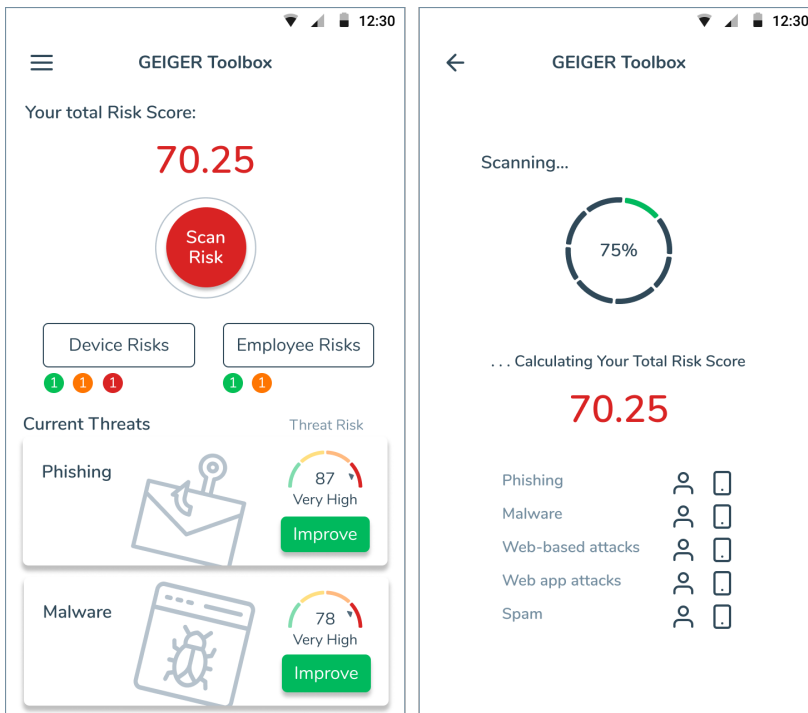 12:30
GEIGER Toolbox
Your total Risk Score:
70.25
Scan
Risk
Device Risks
Employee Risks
1 1 1
1 1
Current Threats
Threat Risk
Phishing
87
Very High
Improve
Malware
78
Very High
Improve
12:30
GEIGER Toolbox
Scanning...
75%
. . . Calculating Your Total Risk Score
70.25
Phishing
Malware
Web-based attacks
Web app attacks
Spam